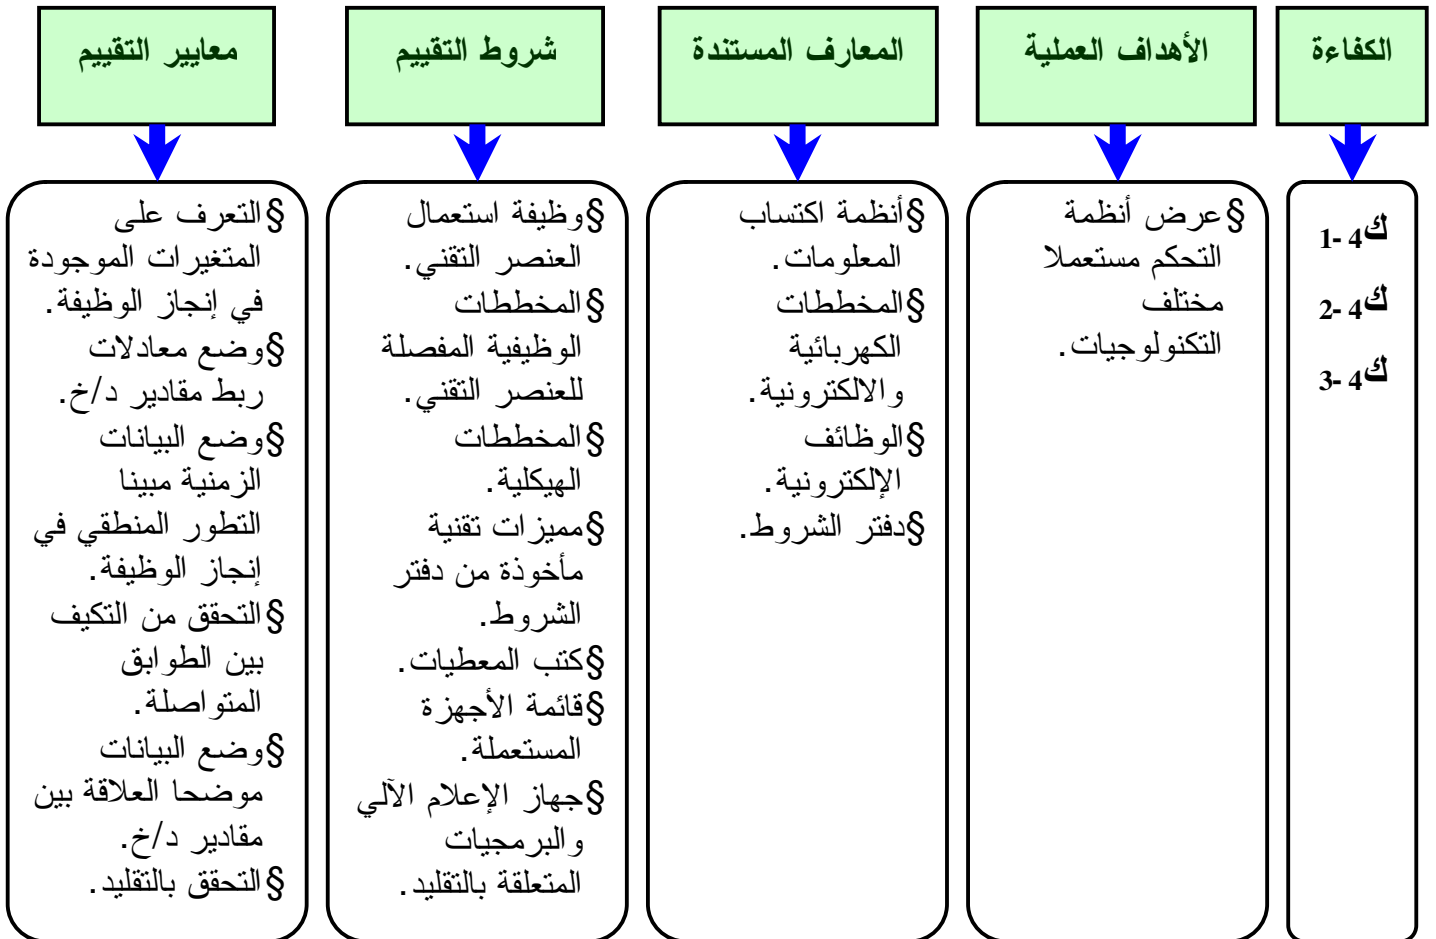 الكفاءة
الأهداف العملية
المعارف المستندة
شروط التقييم
معايير التقييم
ك4 -1
ك4 -2
ك4 -3
§عرض أنظمة
التحكم مستعملا
مختلف
التكنولوجيات.
§أنظمة اكتساب
المعلومات.
§المخططات
الكهربائية
والالكترونية.
§الوظائف
الإلكترونية.
§دفتر الشروط.
§وظيفة استعمال
العنصر التقني.
§المخططات
الوظيفية المفصلة
للعنصر التقني.
§المخططات
الهيكلية.
§مميزات تقنية
مأخوذة من دفتر
الشروط.
§كتب المعطيات.
§قائمة الأجهزة
المستعملة.
§جهاز الإعلام الآلي
والبرمجيات
المتعلقة بالتقليد.
§التعرف على
المتغيرات الموجودة
في إنجاز الوظيفة.
§وضع معادلات
ربط مقادير د/خ.
§وضع البيانات
الزمنية مبينا
التطور المنطقي في
إنجاز الوظيفة.
§التحقق من التكيف
بين الطوابق
المتواصلة.
§وضع البيانات
موضحا العلاقة بين
مقادير د/خ.
§التحقق بالتقليد.